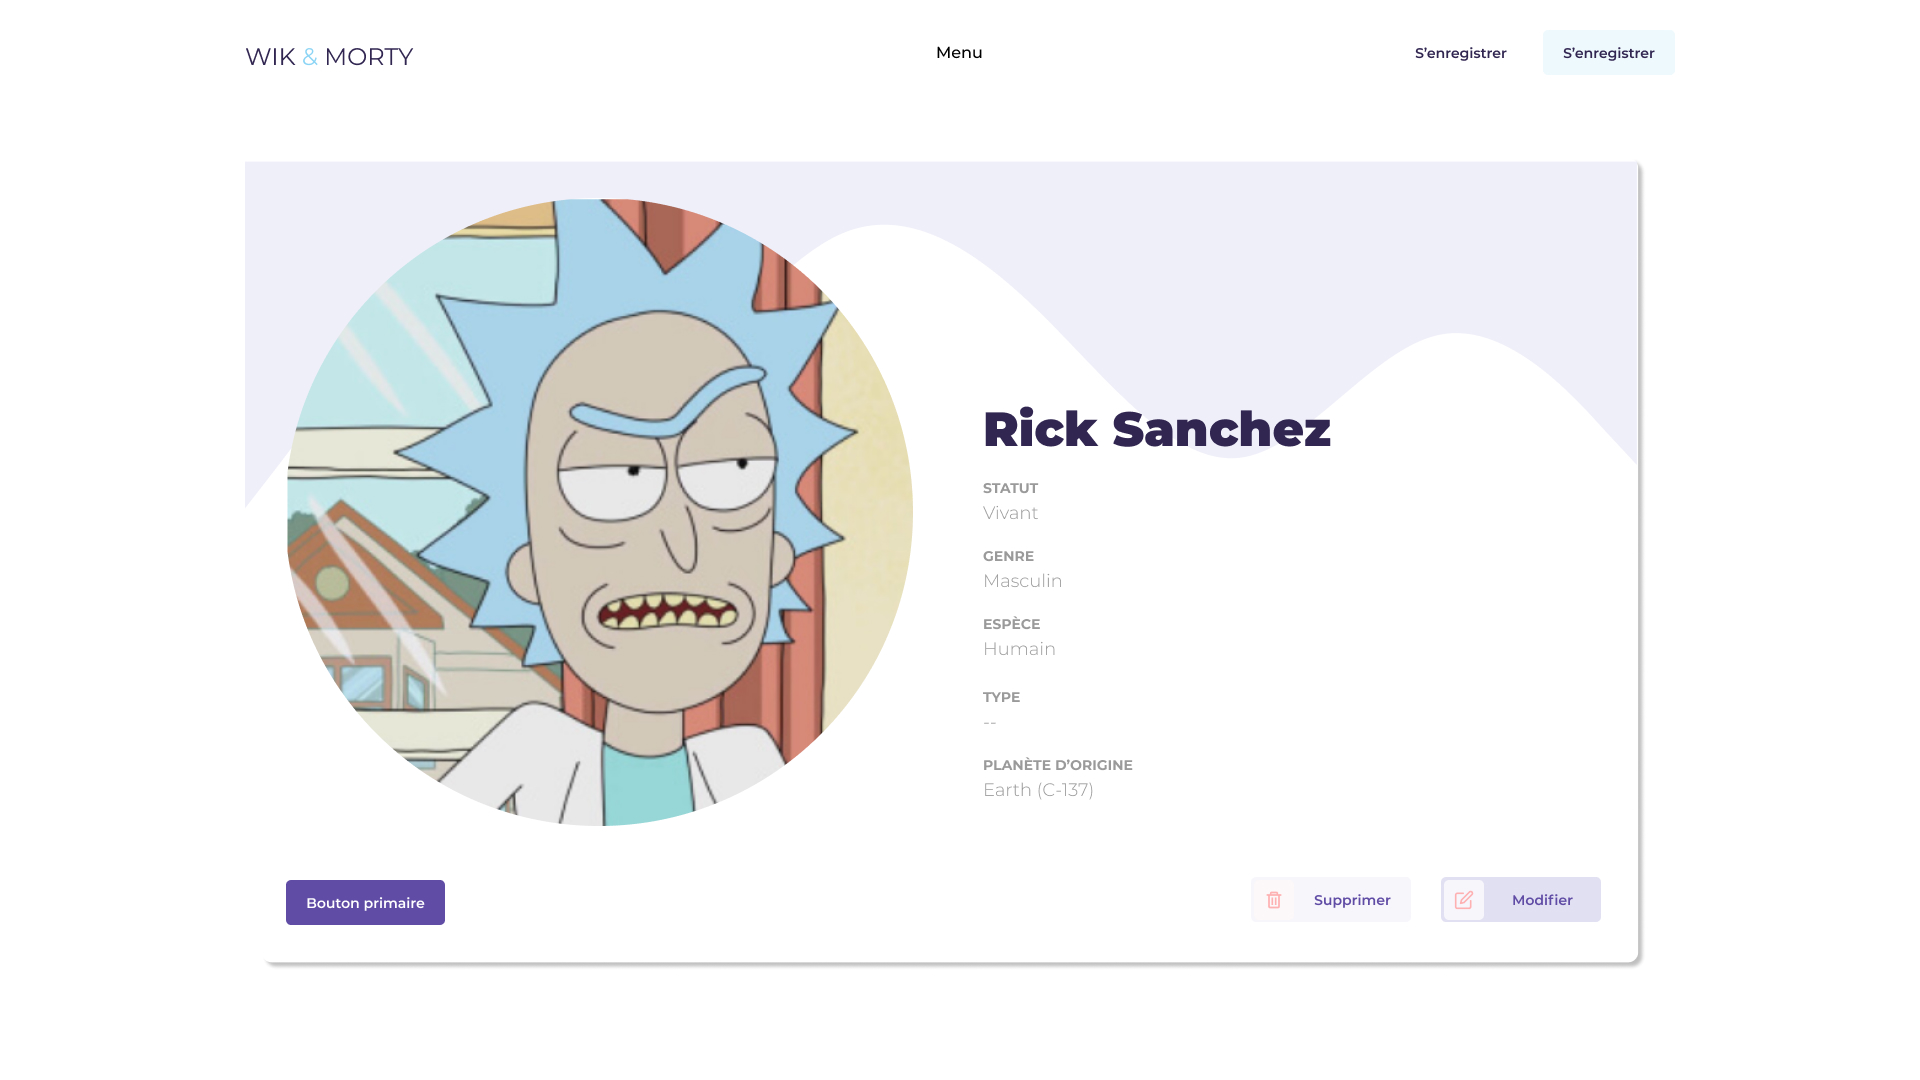 WIK & MORTY
Menu
S’enregistrer
S’enregistrer
Rick Sanchez
STATUT
Vivant
GENRE
Masculin
ESPÈCE
Humain
TYPE
--
PLANÈTE D’ORIGINE
Earth (C-137)
Bouton primaire
Supprimer
Modifier